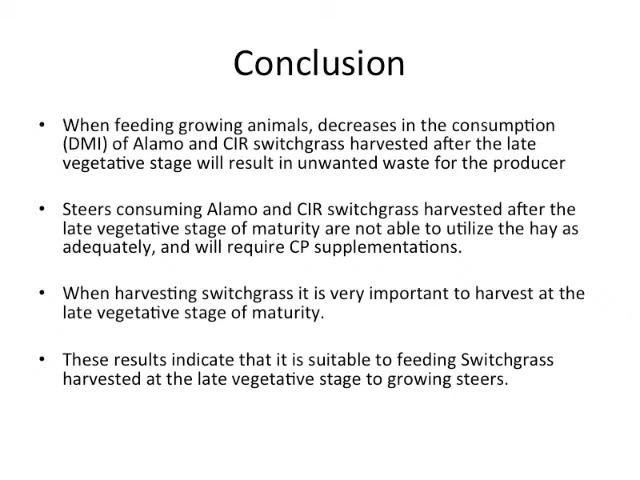 Conclusion
• When feeding growing animals, decreases in the consumption
(DMI) of Alamo and CIR switchgrass harvested after the late
vegetative stage will result in unwanted waste for the producer
• Steers consuming Alamo and CIR switchgrass harvested after the
late vegetative stage of maturity are not able to utilize the hay as
adequately, and will require CP supplementations.
• When harvesting switchgrass it is very important to harvest at the
late vegetative stage of maturity.
• These results indicate that it is suitable to feeding Switchgrass
harvested at the late vegetative stage to growing steers.